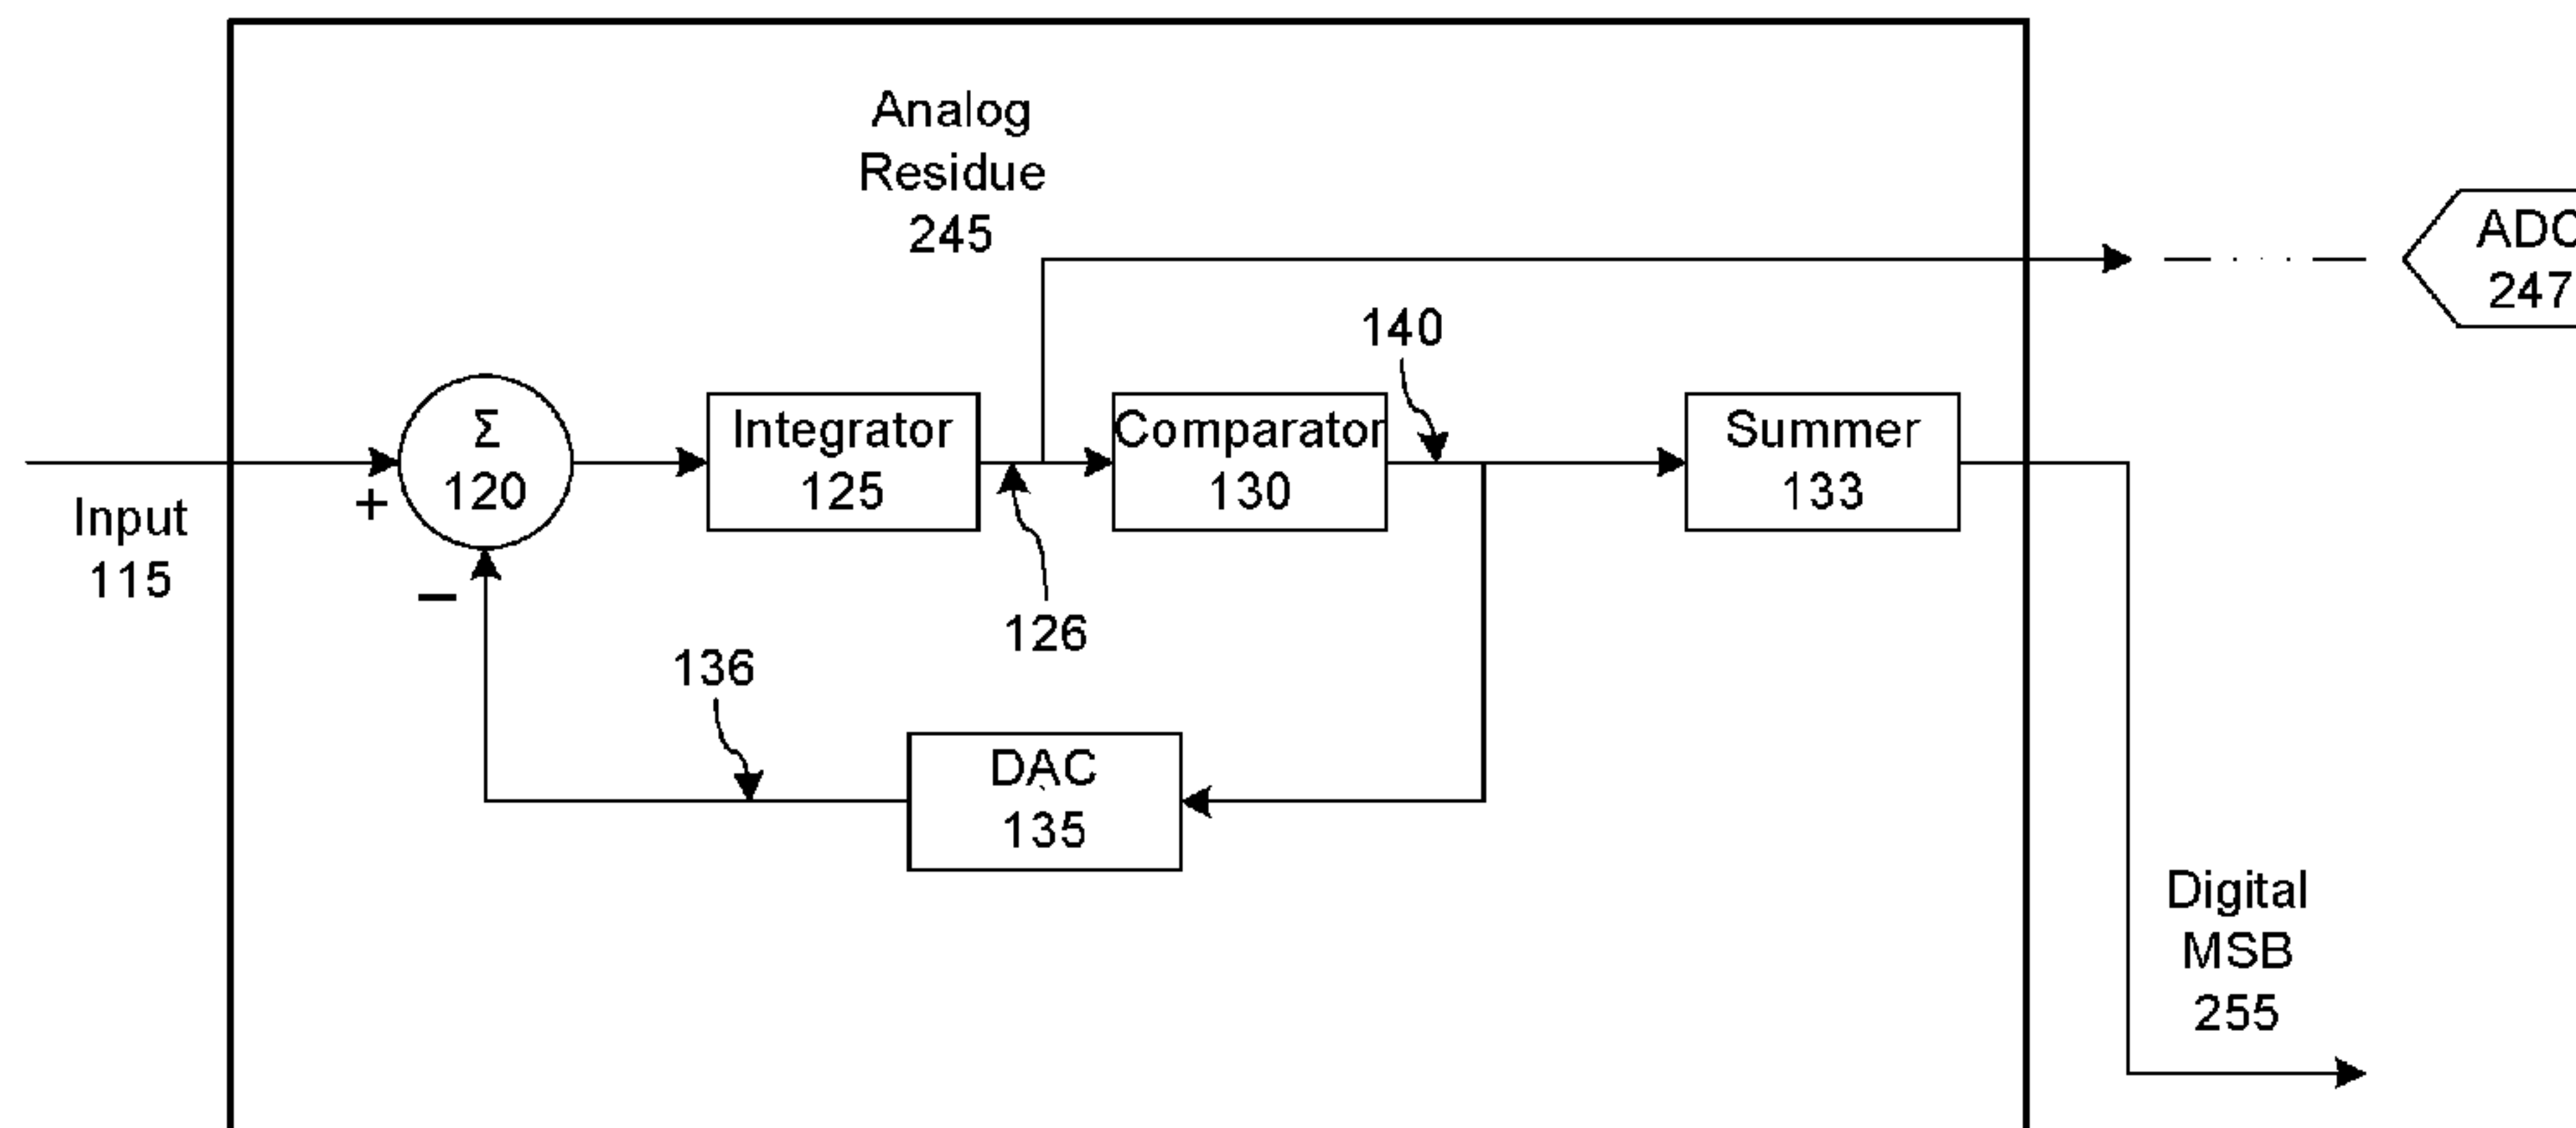 Analog
Residue
245
ADC
247
140
Σ
120
Integrator
125
Comparator
130
Summer
133
+
Input
115
−
126
136
DAC
135
Digital
MSB
255